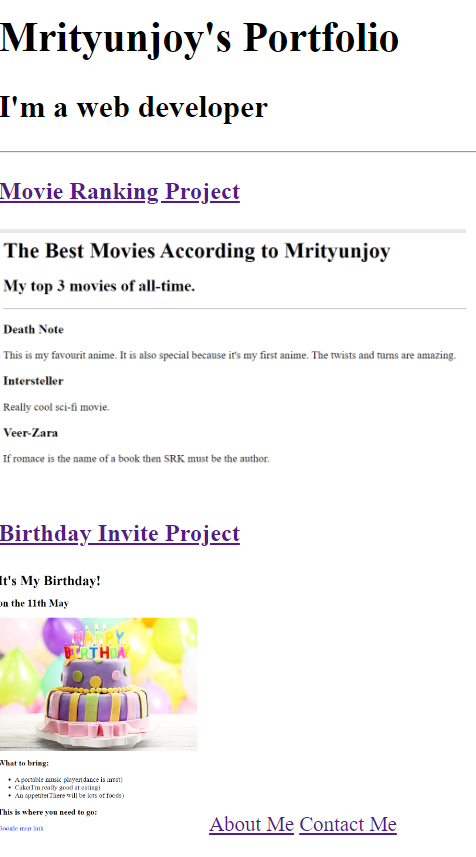 Mrityunjoy's Portfolio
I'm a web developer
Movie Ranking Project
The Best Movies According to Mrityunjoy
My top 3 movies of all-time.
Death Note
This is my favourit anime. It is also special because it's my first anime. The twists and turns are amazing.
Intersteller
Really cool sci-fi movie.
Veer-Zara
If romace is the name of a book then SRK must be the author.
Birthday Invite Project
It's My Birthday!
on the 11th May
HAPPY
BIRTHDAY
What to bring:
A portable music player(dance is must)
Cake(I'm really good at eating)
An appetite(There will be lots of foods)
This is where you need to go:
Google map link
About Me Contact Me